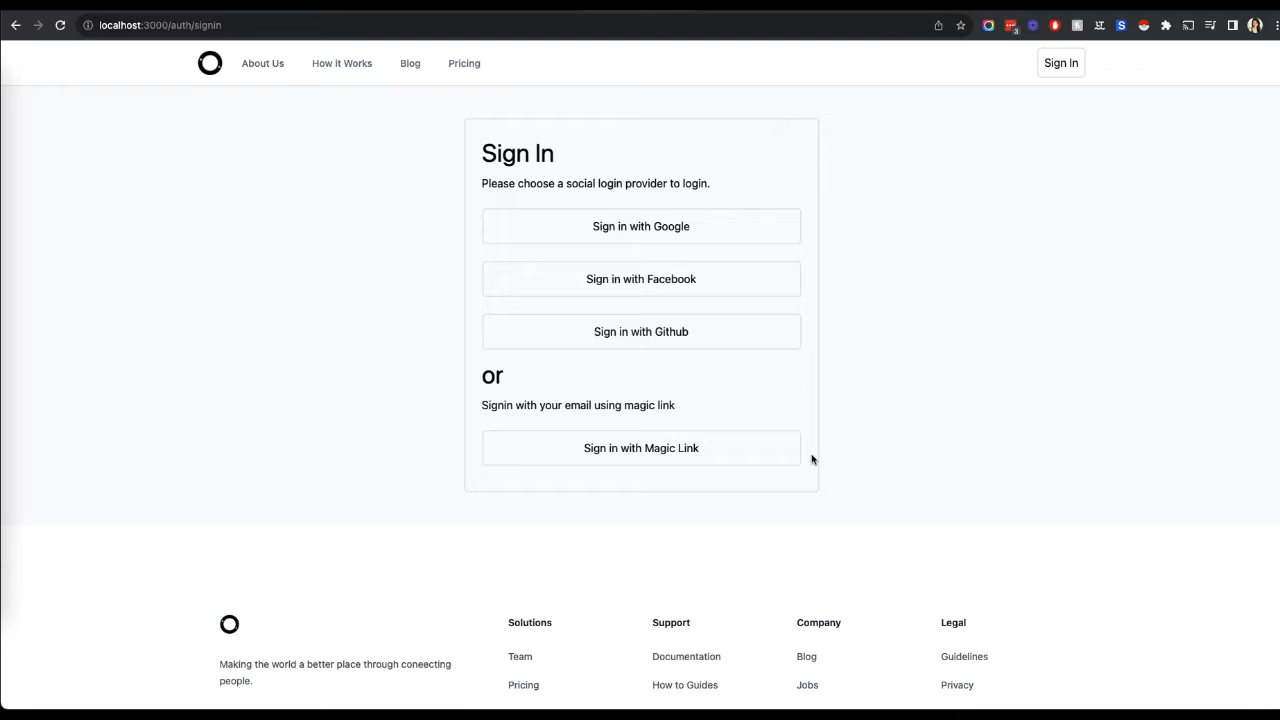 localhost:3000/auth/signin
3
About Us
How it Works
Blog
Pricing
Sign In
Sign In
Please choose a social login provider to login.
Sign in with Google
Sign in with Facebook
Sign in with Github
or
Signin with your email using magic link
Sign in with Magic Link
Solutions
Support
Company
Legal
Making the world a better place through coneecting
people.
Team
Documentation
Blog
Guidelines
Pricing
How to Guides
Jobs
Privacy